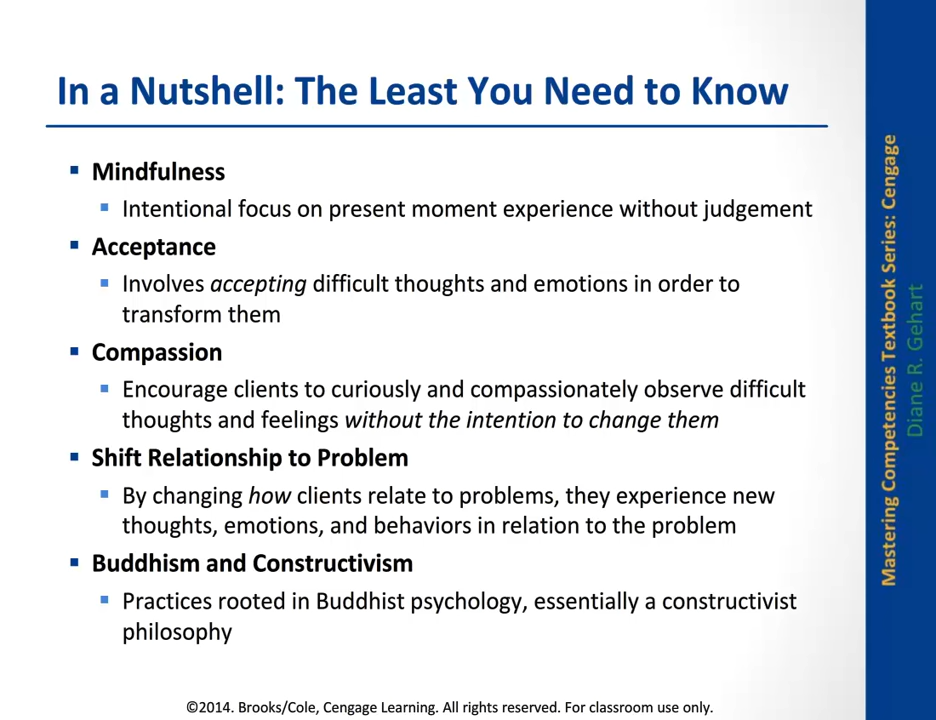 In a Nutshell: The Least You Need to Know
▪ Mindfulness
▪ Intentional focus on present moment experience without judgement
▪ Acceptance
▪ Involves accepting difficult thoughts and emotions in order to
transform them
▪ Compassion
▪ Encourage clients to curiously and compassionately observe difficult
thoughts and feelings without the intention to change them
▪ Shift Relationship to Problem
▪ By changing how clients relate to problems, they experience new
thoughts, emotions, and behaviors in relation to the problem
▪ Buddhism and Constructivism
▪ Practices rooted in Buddhist psychology, essentially a constructivist
philosophy
©2014. Brooks/Cole, Cengage Learning. All rights reserved. For classroom use only.
Mastering Competencies Textbook Series: Cengage
Diane R. Gehart